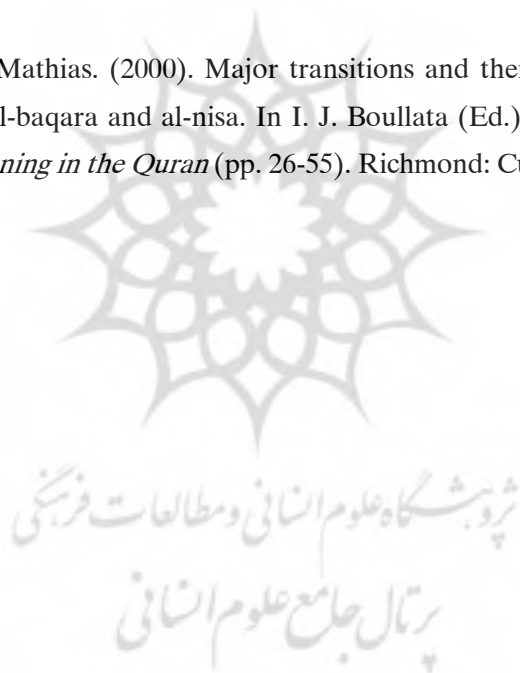 Mathias. (2000). Major transitions and the
l-baqara and al-nisa. In I. J. Boullata (Ed.)
ning in the Quran (pp. 26-55). Richmond: Cu
پژوهشگاه علوم انسانی و مطالعات فرهنگی
پرتال جامع علوم انسانی